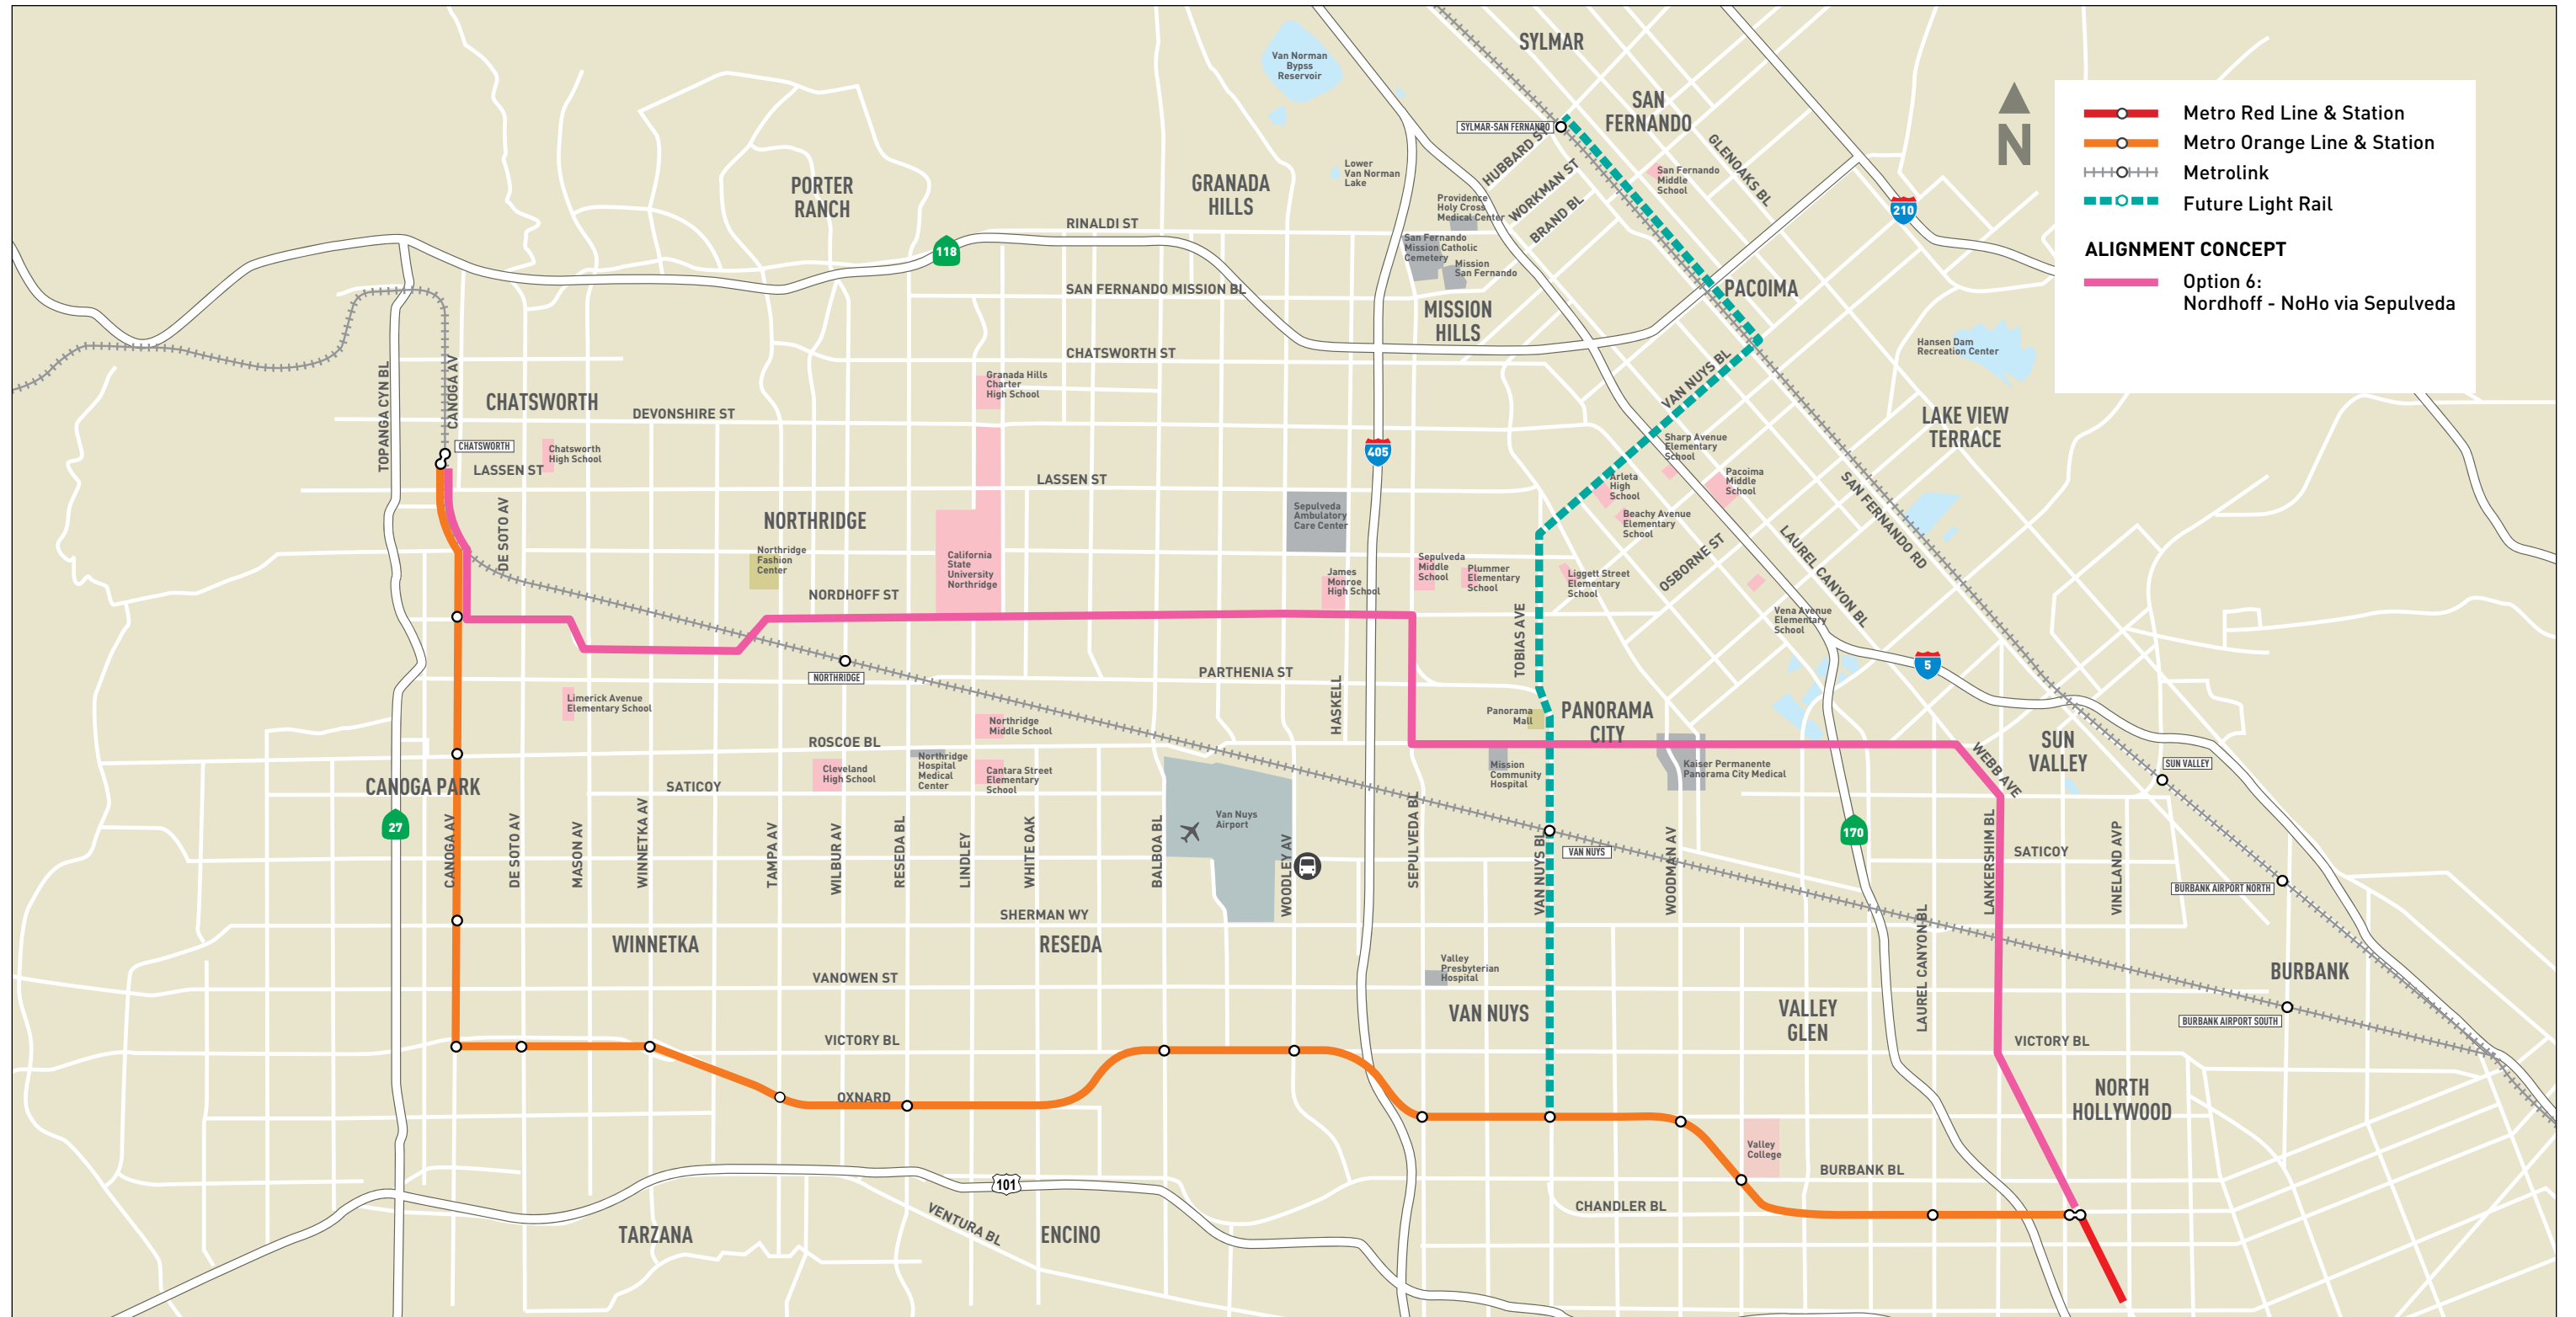 SYLMAR
Van Norman
Bypss
Reservoir
SAN
FERNANDO
SYLMAR-SAN FERNANDO
HUBBARD ST
WORKMAN ST
BRAND BL
GLENOAKS BL
San Fernando
Middle
School
210
N
Metro Red Line & Station
Metro Orange Line & Station
Metrolink
Future Light Rail
ALIGNMENT CONCEPT
Option 6:
Nordhoff - NoHo via Sepulveda
PORTER
RANCH
GRANADA
HILLS
Lower
Van Norman
Lake
Providence
Holy Cross
Medical Center
RINALDI ST
118
San Fernando
Mission Catholic
Cemetery
Mission
San Fernando
SAN FERNANDO MISSION BL
MISSION
HILLS
PACOIMA
Hansen Dam
Recreation Center
CHATSWORTH ST
TOPANGA CYN BL
CANOGA AV
CHATSWORTH
Granada Hills
Charter
High School
VAN NUYS BL
DEVONSHIRE ST
LAKE VIEW
TERRACE
CHATSWORTH
Chatsworth
High School
LASSEN ST
405
Sharp Avenue
Elementary
School
LASSEN ST
Arleta
High
School
Pacoima
Middle
School
SAN FERNANDO RD
DE SOTO AV
NORTHRIDGE
Sepulveda
Ambulatory
Care Center
Beachy Avenue
Elementary
School
Northridge
Fashion
Center
California
State
University
Northridge
OSBORNE ST
LAUREL CANYON BL
James
Monroe
High School
Sepulveda
Middle
School
Plummer
Elementary
School
Liggett Street
Elementary
School
NORDHOFF ST
TOBIAS AVE
Vena Avenue
Elementary
School
5
NORTHRIDGE
PARTHENIA ST
HASKELL
Limerick Avenue
Elementary School
Northridge
Middle School
Panorama
Mall
PANORAMA
CITY
ROSCOE BL
Northridge
Hospital
Medical
Center
Cleveland
High School
Cantara Street
Elementary
School
Mission
Community
Hospital
Kaiser Permanente
Panorama City Medical
WEBB AVE
SUN
VALLEY
SUN VALLEY
CANOGA PARK
SATICOY
27
CANOGA AV
DE SOTO AV
MASON AV
WINNETKA AV
TAMPA AV
WILBUR AV
RESEDA BL
LINDLEY
WHITE OAK
BALBOA BL
Van Nuys
Airport
WOODLEY AV
SEPULVEDA BL
VAN NUYS BL
VAN NUYS
WOODMAN AV
170
LANKERSHIM BL
SATICOY
VINELAND AVP
BURBANK AIRPORT NORTH
SHERMAN WY
WINNETKA
RESEDA
LAUREL CANYON BL
VANOWEN ST
Valley
Presbyterian
Hospital
BURBANK
VAN NUYS
VALLEY
GLEN
BURBANK AIRPORT SOUTH
VICTORY BL
VICTORY BL
OXNARD
NORTH
HOLLYWOOD
Valley
College
BURBANK BL
101
CHANDLER BL
TARZANA
VENTURA BL
ENCINO